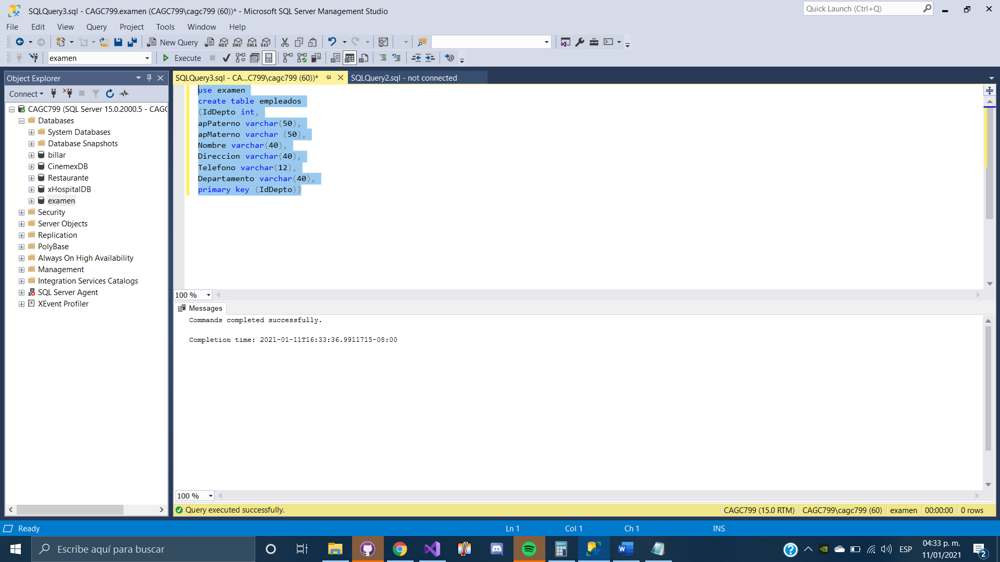 SQLQuery3.sql - CAGC799.examen (CAGC799\cagc799 (60))* - Microsoft SQL Server Management Studio
Quick Launch (Ctrl+Q)
File Edit View Query Project Tools Window Help
New Query
MDX DMX XMLA DAX
examen
Execute
Object Explorer
SQLQuery3.sql - CA...C799\cagc799 (60))*
SQLQuery2.sql - not connected
Connect
CAGC799 (SQL Server 15.0.2000.5 - CAGC
Databases
System Databases
Database Snapshots
billar
CinemexDB
Restaurante
xHospitalDB
examen
Security
Server Objects
Replication
PolyBase
Always On High Availability
Management
Integration Services Catalogs
SQL Server Agent
XEvent Profiler
use examen
create table empleados
(IdDepto int,
apPaterno varchar(50),
apMaterno varchar (50),
Nombre varchar(40),
Direccion varchar(40),
Telefono varchar(12),
Departamento varchar(40),
primary key (IdDepto))
100 %
Messages
Commands completed successfully.
Completion time: 2021-01-11T16:33:36.9911715-08:00
100 %
Query executed successfully.
CAGC799 (15.0 RTM)
CAGC799\cagc799 (60)
examen
00:00:00
0 rows
Ready
Ln 1
Col 1
Ch 1
INS
Escribe aquí para buscar
ESP
04:33 p. m.
11/01/2021
2